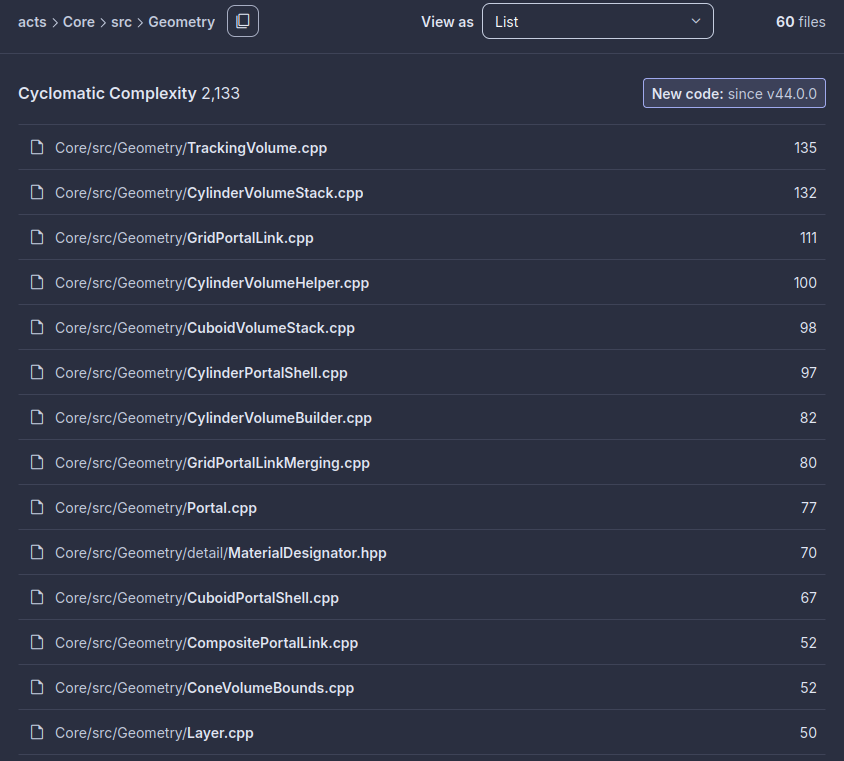 acts > Core > src > Geometry View as List 60 files
Cyclomatic Complexity 2,133 New code: since v44.0.0
Core/src/Geometry/TrackingVolume.cpp 135
Core/src/Geometry/CylinderVolumeStack.cpp 132
Core/src/Geometry/GridPortalLink.cpp 111
Core/src/Geometry/CylinderVolumeHelper.cpp 100
Core/src/Geometry/CuboidVolumeStack.cpp 98
Core/src/Geometry/CylinderPortalShell.cpp 97
Core/src/Geometry/CylinderVolumeBuilder.cpp 82
Core/src/Geometry/GridPortalLinkMerging.cpp 80
Core/src/Geometry/Portal.cpp 77
Core/src/Geometry/detail/MaterialDesignator.hpp 70
Core/src/Geometry/CuboidPortalShell.cpp 67
Core/src/Geometry/CompositePortalLink.cpp 52
Core/src/Geometry/ConeVolumeBounds.cpp 52
Core/src/Geometry/Layer.cpp 50